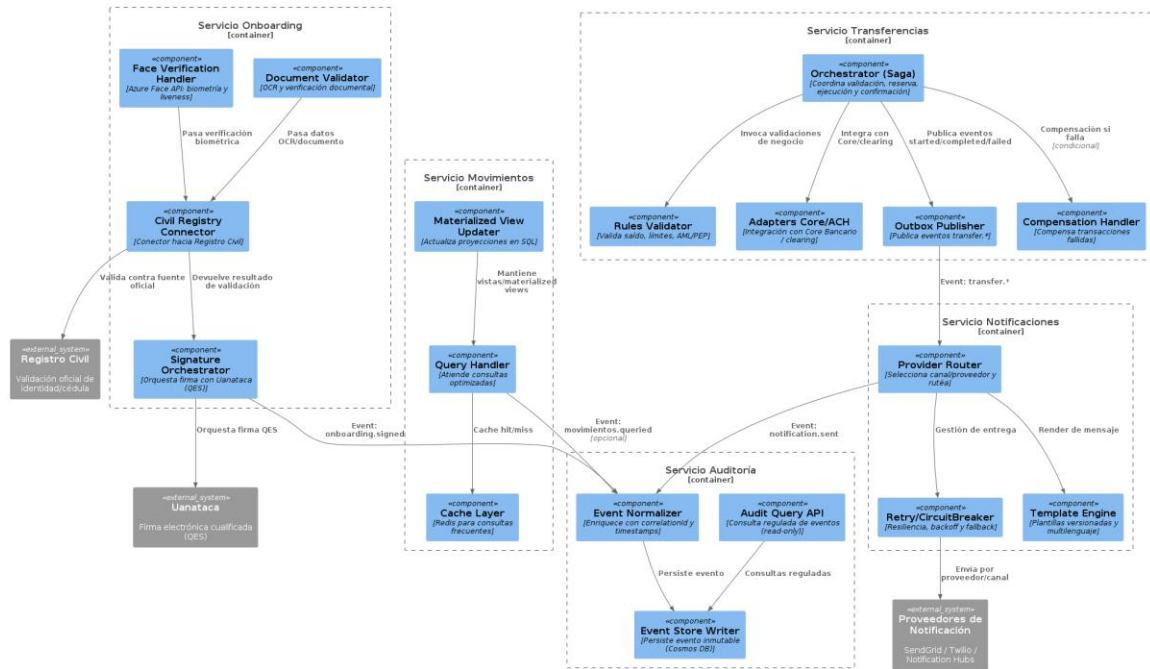 Servicio Onboarding
[container]
«component»
Face Verification
Handler
[Azure Face API: biometría y
liveness]
«component»
Document Validator
[OCR y verificación documental]
Pasa verificación
biométrica
Pasa datos
OCR/documento
«component»
Civil Registry
Connector
[Conector hacia Registro Civil]
Valida contra fuente
oficial
Devuelve resultado
de validación
«external_system»
Registro Civil
Validación oficial de
identidad/cédula
«component»
Signature
Orchestrator
[Orquesta firma con Uanataca
(QES)]
Orquesta firma QES
Event:
onboarding.signed
«external_system»
Uanataca
Firma electrónica cualificada
(QES)
Servicio Movimientos
[container]
«component»
Materialized View
Updater
[Actualiza proyecciones en SQL]
Mantiene
vistas/materialized
views
«component»
Query Handler
[Atiende consultas
optimizadas]
Cache hit/miss
Event:
movimientos.queried
[opcional]
«component»
Cache Layer
[Redis para consultas
frecuentes]
Servicio Transferencias
[container]
«component»
Orchestrator (Saga)
[Coordina validación, reserva,
ejecución y confirmación]
Invoca validaciones
de negocio
Integra con
Core/clearing
Publica eventos
started/completed/failed
Compensación si
falla
[condicional]
«component»
Rules Validator
[Valida saldo, límites, AML/PEP]
«component»
Adapters Core/ACH
[Integración con Core Bancario
/ clearing]
«component»
Outbox Publisher
[Publica eventos transfer.*]
«component»
Compensation Handler
[Compensa transacciones
fallidas]
Event: transfer.*
Servicio Notificaciones
[container]
«component»
Provider Router
[Selecciona canal/proveedor y
rutéa]
Event:
notification.sent
Gestión de entrega
Render de mensaje
«component»
Retry/CircuitBreaker
[Resiliencia, backoff y fallback]
«component»
Template Engine
[Plantillas versionadas y
multilenguaje]
Envía por
proveedor/canal
«external_system»
Proveedores de
Notificación
SendGrid / Twilio /
Notification Hubs
Servicio Auditoría
[container]
«component»
Event Normalizer
[Enriquece con correlationid y
timestamps]
«component»
Audit Query API
[Consulta regulada de eventos
(read-only)]
Persiste evento
Consultas reguladas
«component»
Event Store Writer
[Persiste evento inmutable
(Cosmos DB)]